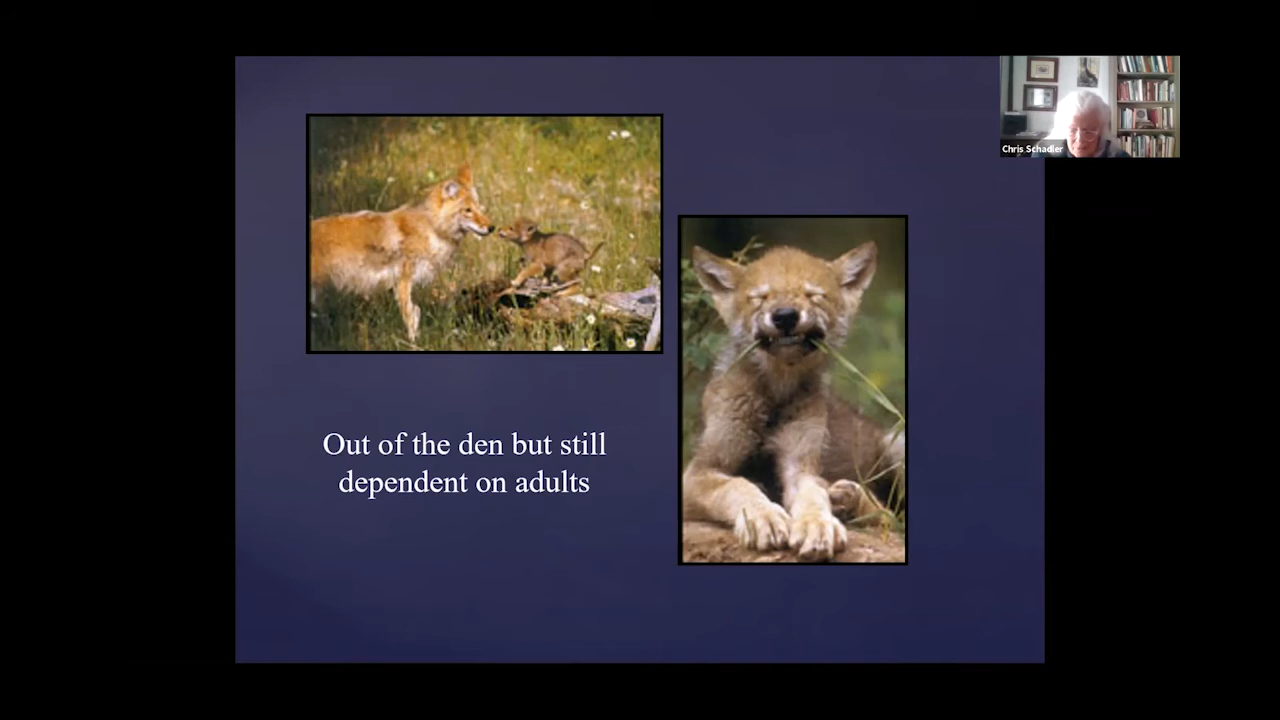 Chris Schadler
Out of the den but still
dependent on adults